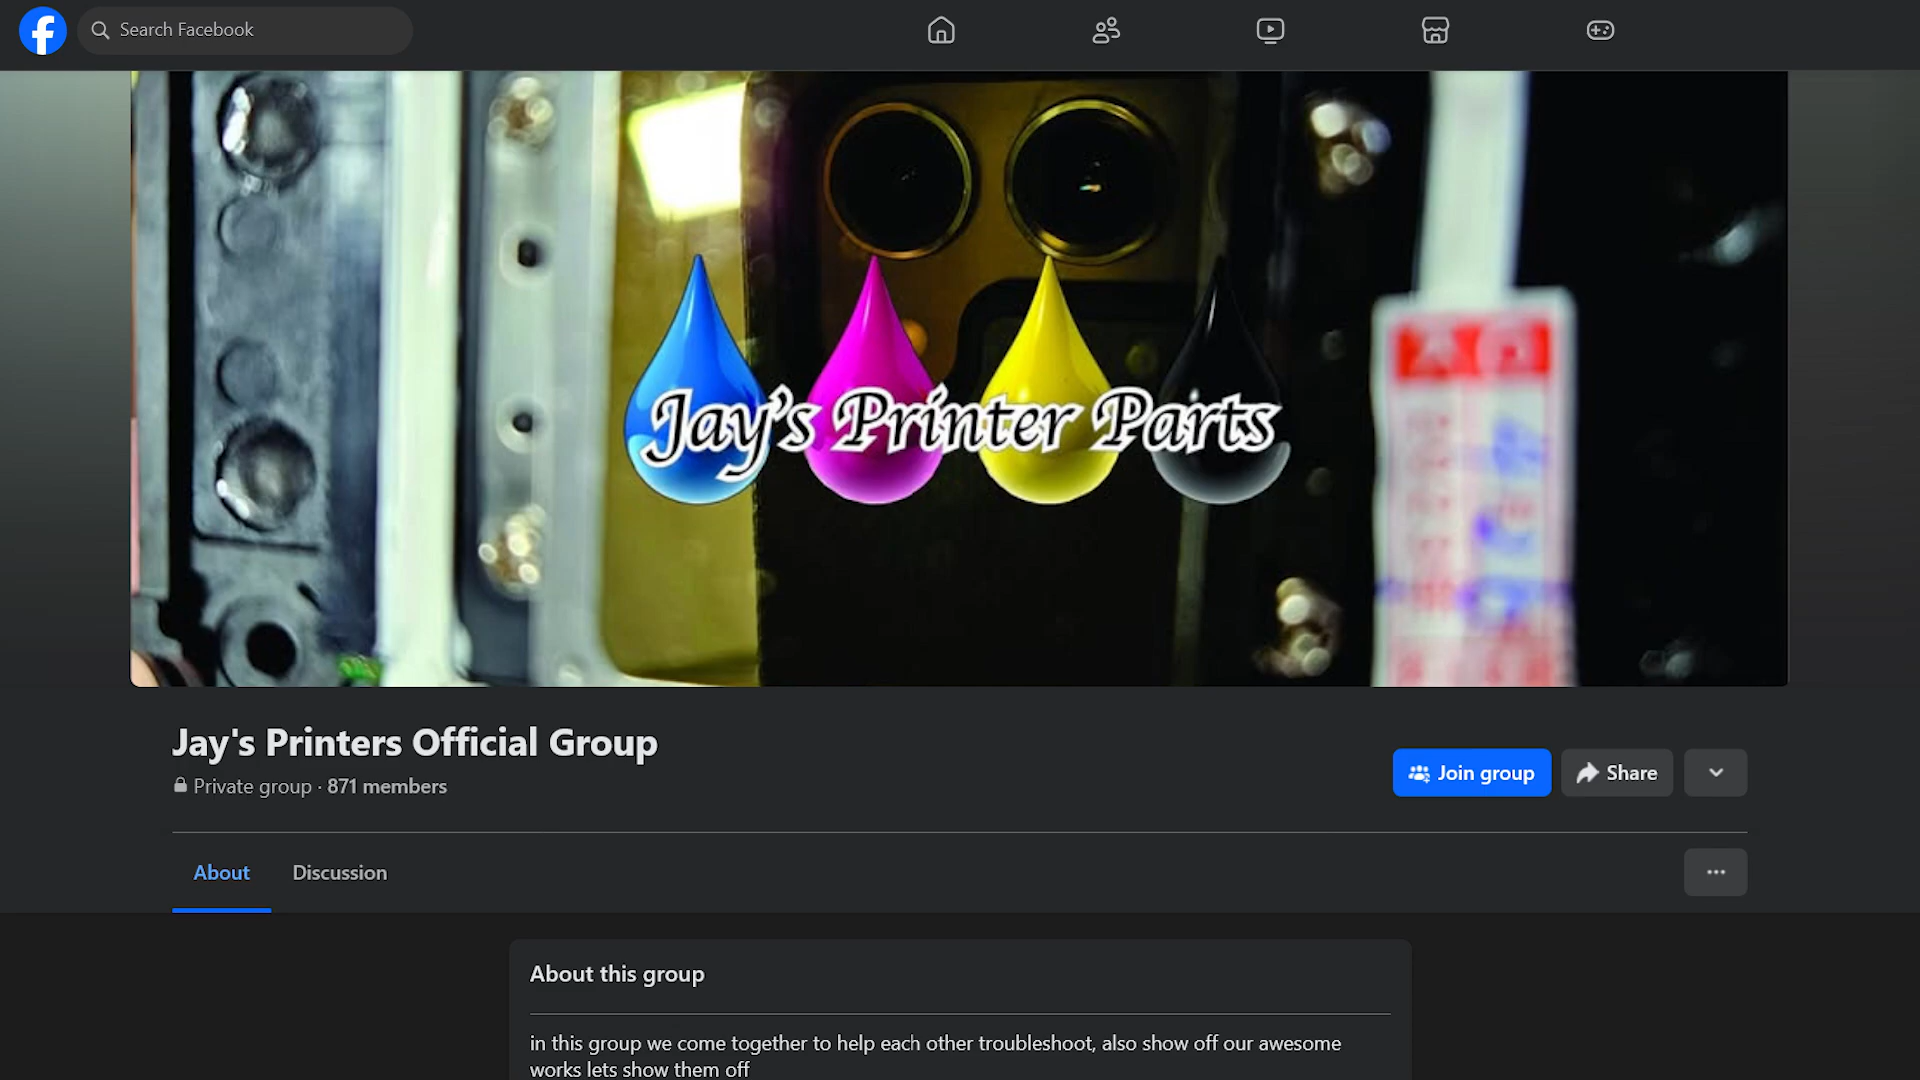 Search Facebook
Jay's Printer Parts
Jay's Printers Official Group
Private group · 871 members
Join group
Share
About
Discussion
About this group
in this group we come together to help each other troubleshoot, also show off our awesome
works lets show them off